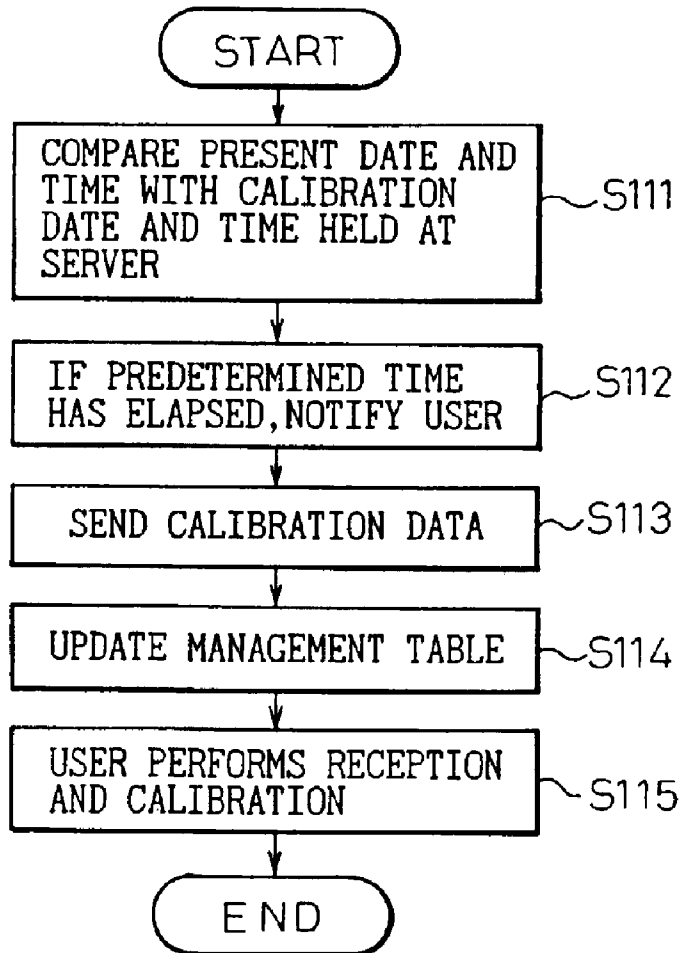 START
COMPARE PRESENT DATE AND
TIME WITH CALIBRATION
DATE AND TIME HELD AT
SERVER
S111
IF PREDETERMINED TIME
HAS ELAPSED, NOTIFY USER
S112
SEND CALIBRATION DATA
S113
UPDATE MANAGEMENT TABLE
S114
USER PERFORMS RECEPTION
AND CALIBRATION
S115
END